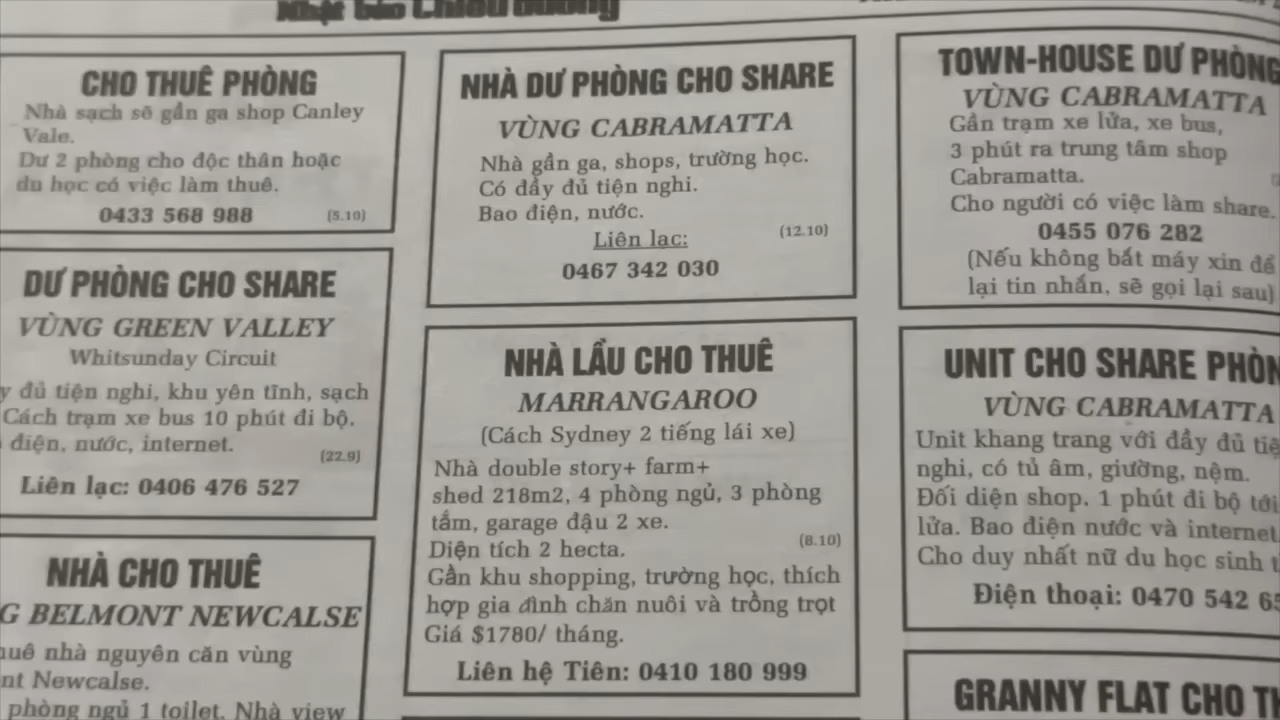 Nhật báo Chiêu Dương
CHO THUÊ PHÒNG
Nhà sạch sẽ gần ga shop Canley
Vale.
Dư 2 phòng cho độc thân hoặc
du học có việc làm thuê.
0433 568 988
(5.10)
DƯ PHÒNG CHO SHARE
VÙNG GREEN VALLEY
Whitsunday Circuit
đủ tiện nghi, khu yên tĩnh, sạch
Cách trạm xe bus 10 phút đi bộ.
điện, nước, internet.
(22.9)
Liên lạc: 0406 476 527
NHÀ CHO THUÊ
BELMONT NEWCALSE
nhà nguyên căn vùng
Newcalse.
phòng ngủ 1 toilet. Nhà view
NHÀ DƯ PHÒNG CHO SHARE
VÙNG CABRAMATTA
Nhà gần ga, shops, trường học.
Có đầy đủ tiện nghi.
Bao điện, nước.
Liên lạc:
(12.10)
0467 342 030
NHÀ LẦU CHO THUÊ
MARRANGAROO
(Cách Sydney 2 tiếng lái xe)
Nhà double story+ farm+
shed 218m2, 4 phòng ngủ, 3 phòng
tắm, garage đậu 2 xe.
Diện tích 2 hecta.
(8.10)
Gần khu shopping, trường học, thích
hợp gia đình chăn nuôi và trồng trọt
Giá $1780/ tháng.
Liên hệ Tiên: 0410 180 999
TOWN-HOUSE DƯ PHÒNG
VÙNG CABRAMATTA
Gần trạm xe lửa, xe bus,
3 phút ra trung tâm shop
Cabramatta.
Cho người có việc làm share.
0455 076 282
(Nếu không bắt máy xin để
lại tin nhắn, sẽ gọi lại sau)
UNIT CHO SHARE PHÒN
VÙNG CABRAMATTA
Unit khang trang với đầy đủ
nghi, có tủ âm, giường, nệm.
Đối diện shop. 1 phút đi bộ tới
lửa. Bao điện nước và internet
Cho duy nhất nữ du học sinh
Điện thoại: 0470 542
GRANNY FLAT CHO